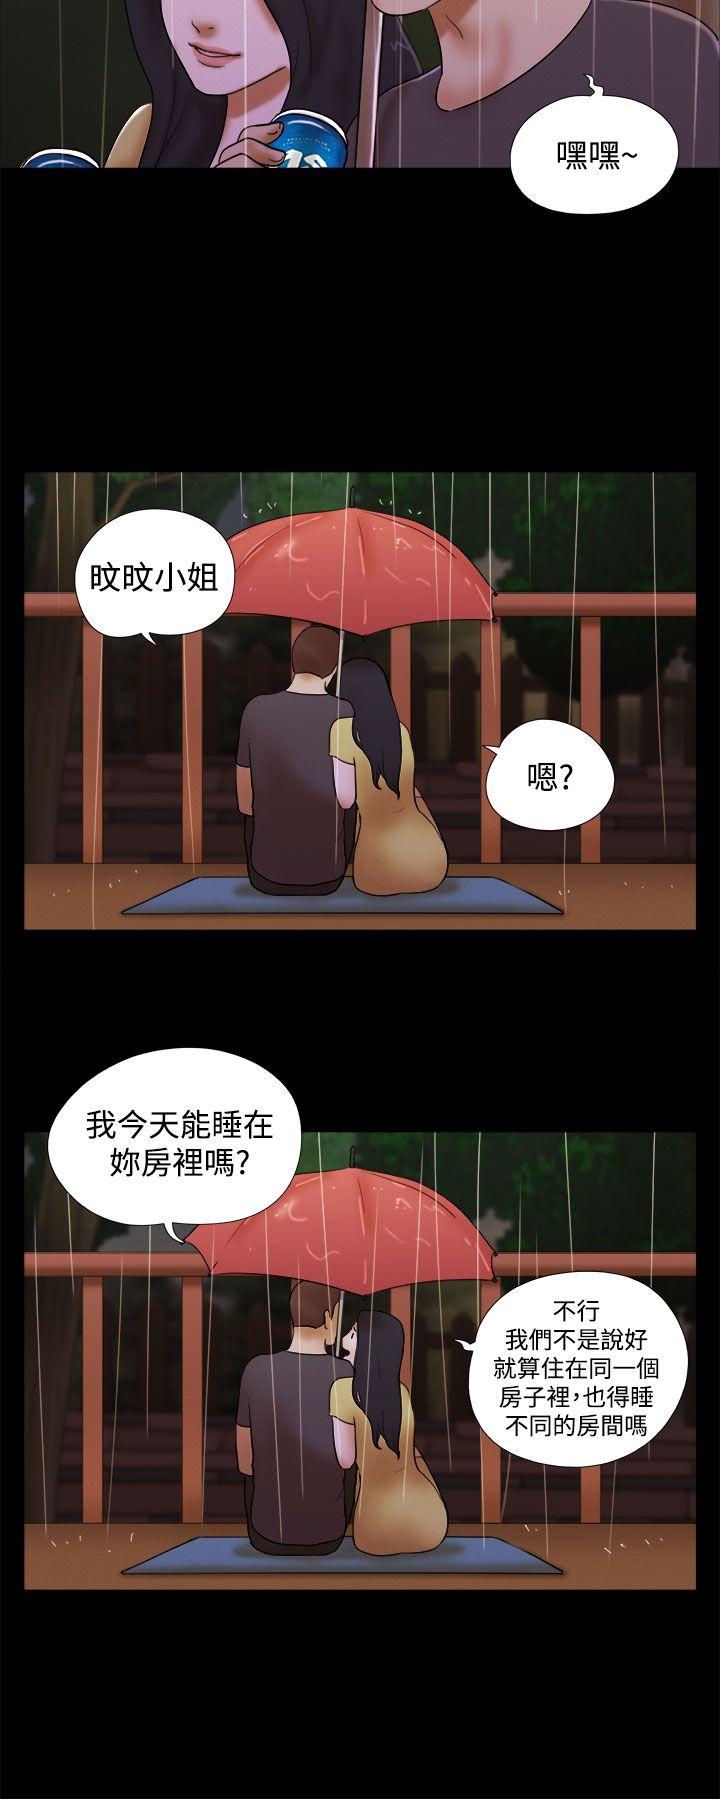 嘿嘿~
旼旼小姐
嗯?
我今天能睡在
妳房裡嗎?
不行
我們不是說好
就算住在同一個
房子裡,也得睡
不同的房間嗎